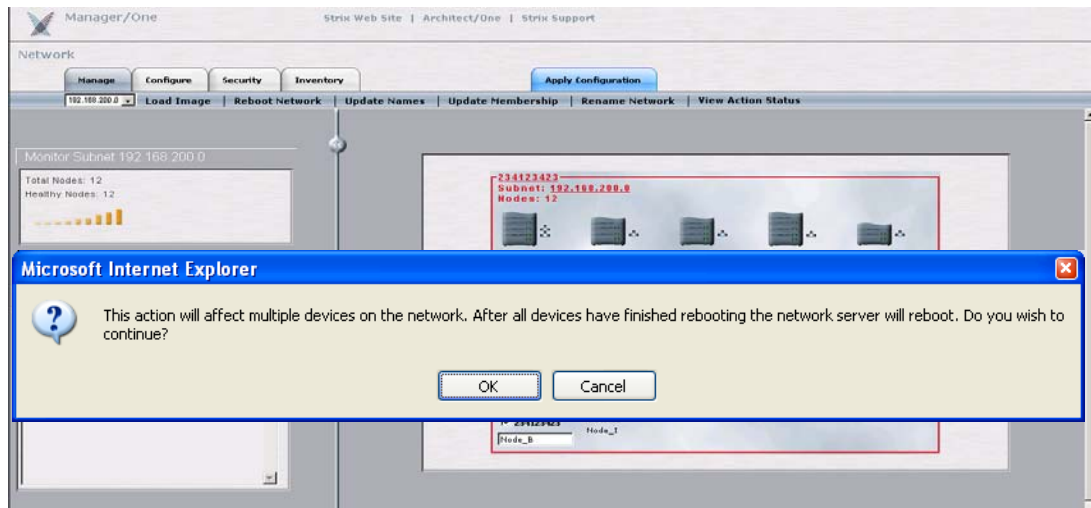 Manager/One
Strix Web Site | Architect/One | Strix Support
Network
Manage Configure Security Inventory Apply Configuration
192.168.200.0 Load Image | Reboot Network | Update Names | Update Membership | Rename Network | View Action Status
Monitor Subnet 192 168 200 0
Total Nodes: 12
Healthy Nodes: 12
234123423
Subnet: 192.168.200.0
Nodes: 12
Microsoft Internet Explorer
This action will affect multiple devices on the network. After all devices have finished rebooting the network server will reboot. Do you wish to
continue?
OK Cancel
Node_B Node_I